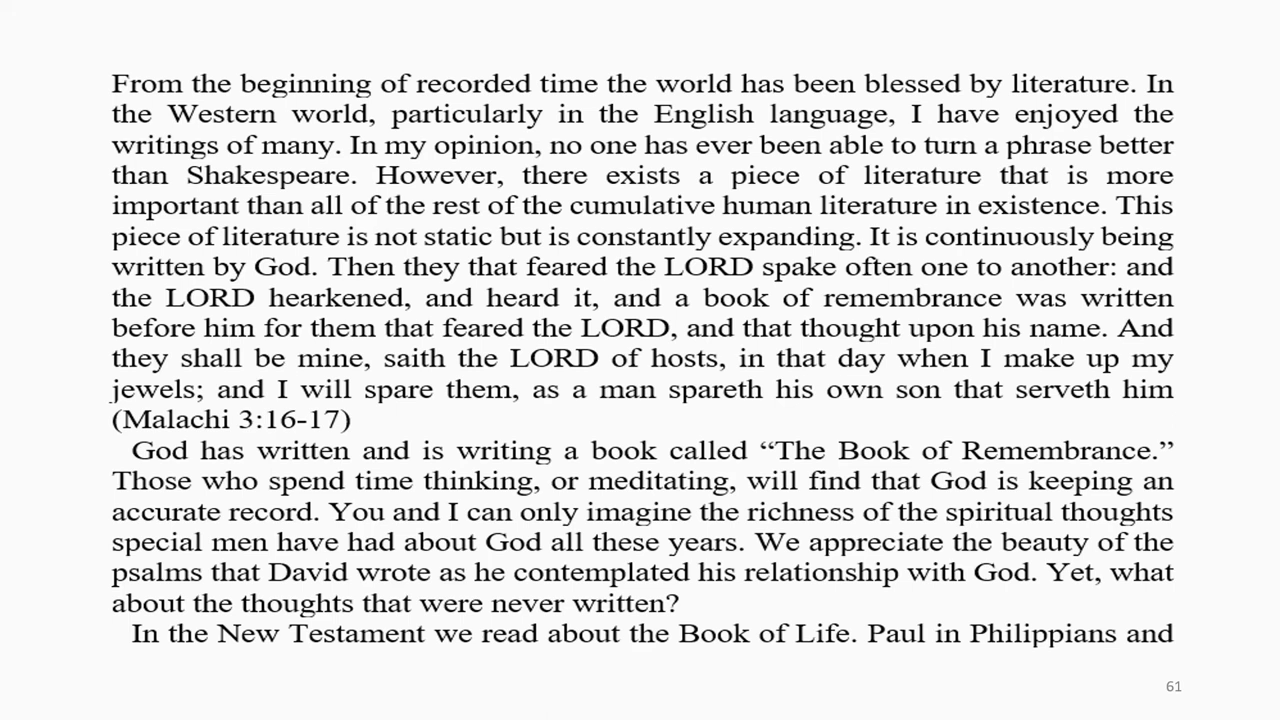 From the beginning of recorded time the world has been blessed by literature. In
the Western world, particularly in the English language, I have enjoyed the
writings of many. In my opinion, no one has ever been able to turn a phrase better
than Shakespeare. However, there exists a piece of literature that is more
important than all of the rest of the cumulative human literature in existence. This
piece of literature is not static but is constantly expanding. It is continuously being
written by God. Then they that feared the LORD spake often one to another: and
the LORD hearkened, and heard it, and a book of remembrance was written
before him for them that feared the LORD, and that thought upon his name. And
they shall be mine, saith the LORD of hosts, in that day when I make up my
jewels; and I will spare them, as a man spareth his own son that serveth him
(Malachi 3:16-17)
God has written and is writing a book called “The Book of Remembrance.”
Those who spend time thinking, or meditating, will find that God is keeping an
accurate record. You and I can only imagine the richness of the spiritual thoughts
special men have had about God all these years. We appreciate the beauty of the
psalms that David wrote as he contemplated his relationship with God. Yet, what
about the thoughts that were never written?
In the New Testament we read about the Book of Life. Paul in Philippians and
61